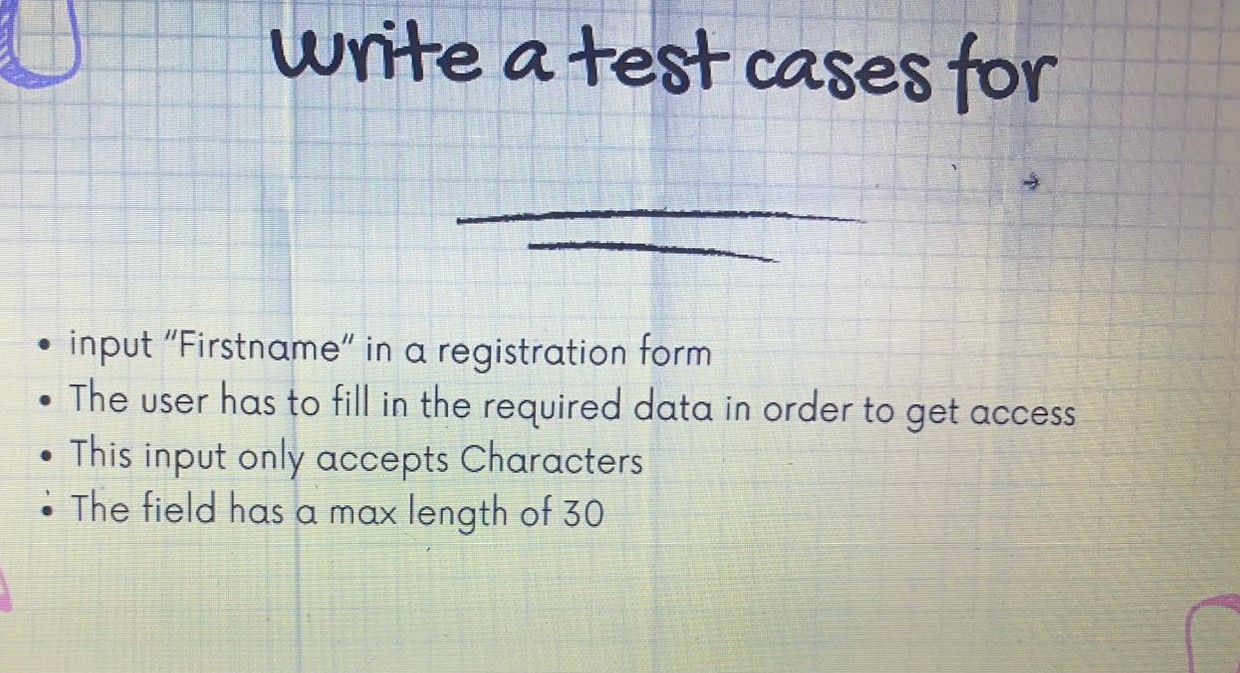 write a test cases for
• input "Firstname" in a registration form
• The user has to fill in the required data in order to get access
• This input only accepts Characters
• The field has a max length of 30